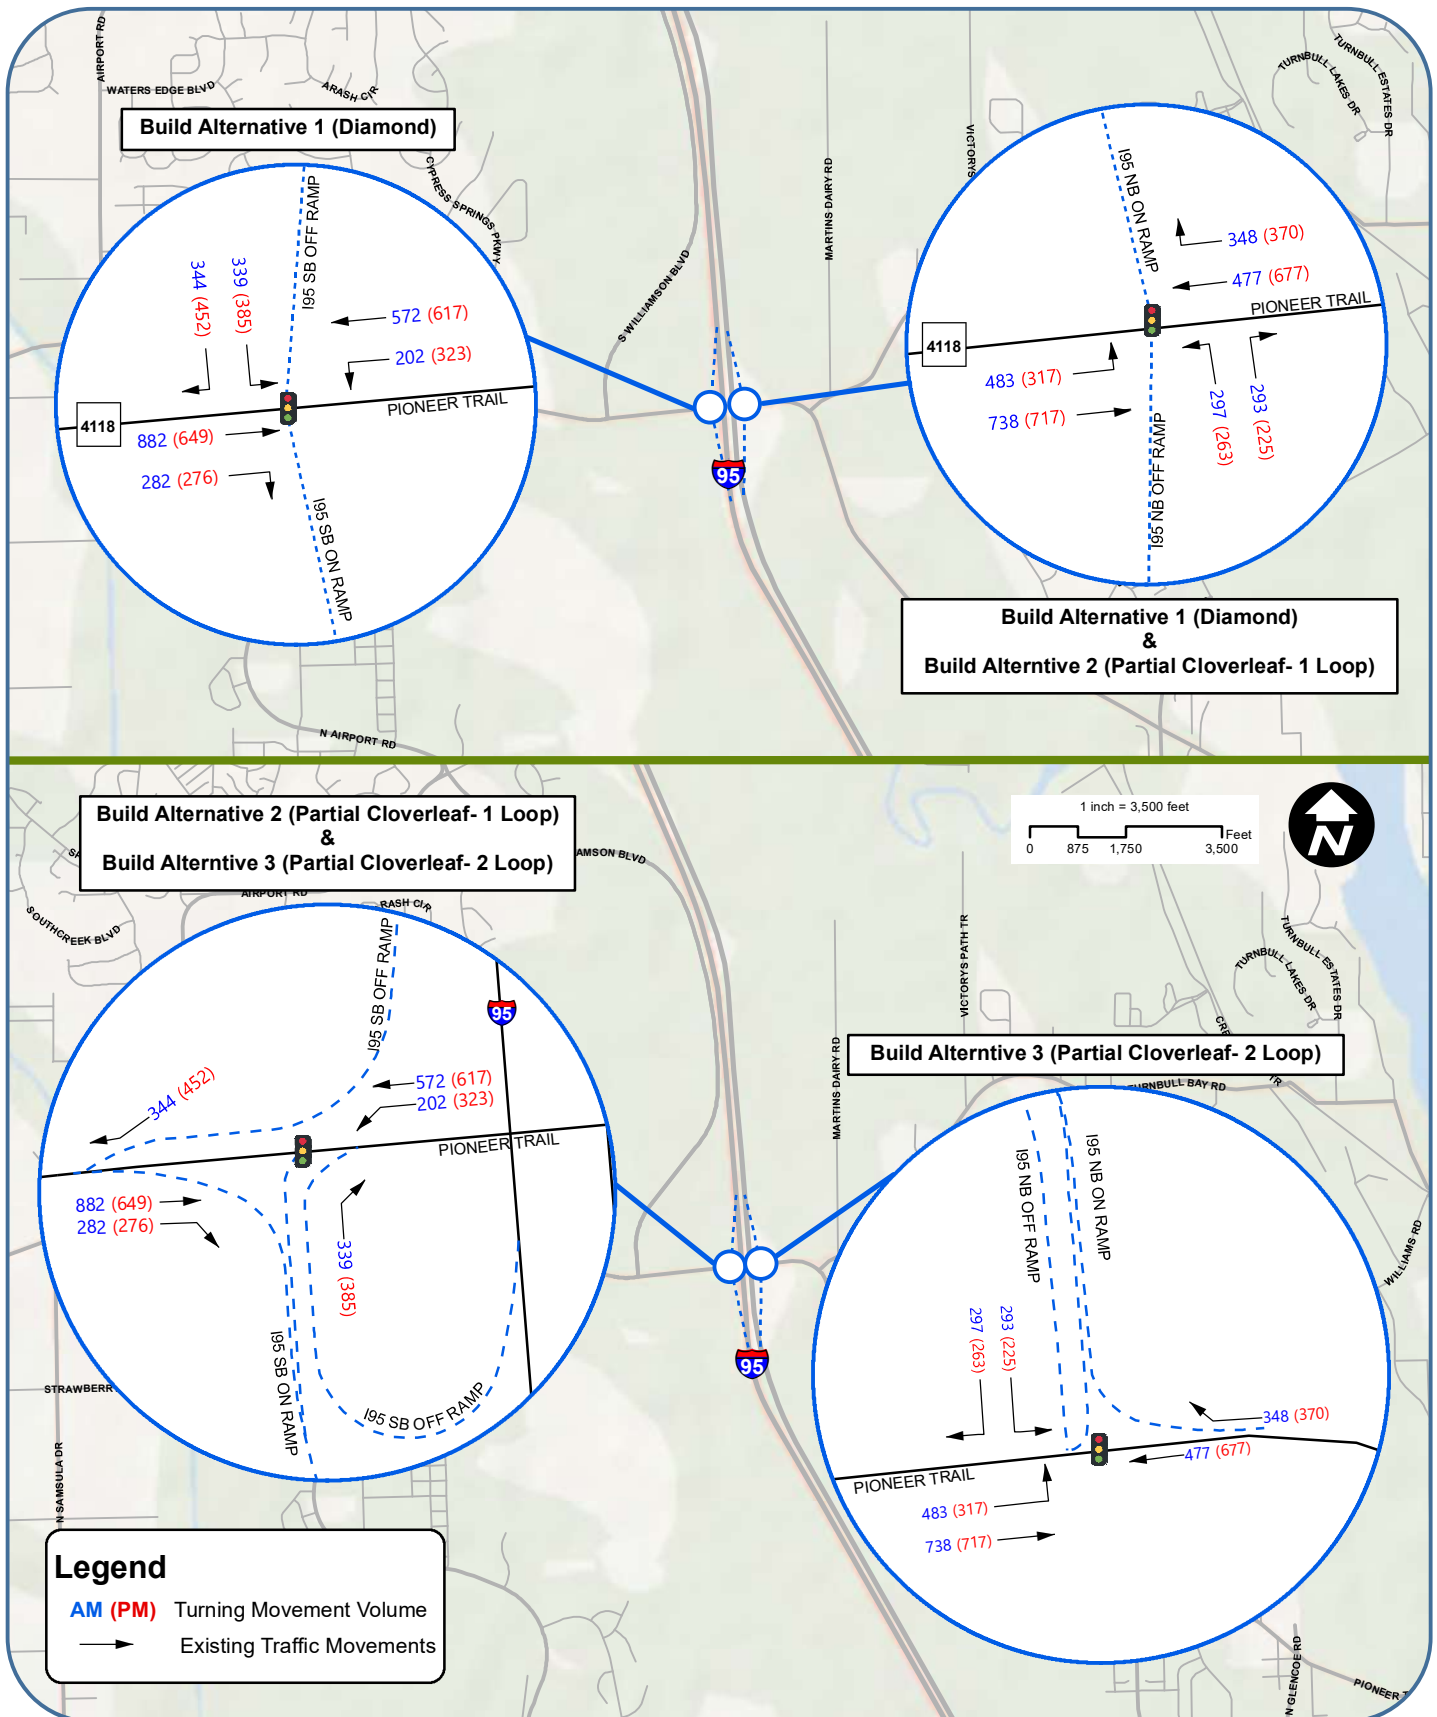 AIRPORT RD
WATERS EDGE BLVD
ARASH CIR
TURNBULL LAKES DR
TURNBULL ESTATES DR
Build Alternative 1 (Diamond)
CYPRESS SPRINGS PKWY
S WILLIAMSON BLVD
MARTINS DAIRY RD
VICTORYS
I95 SB OFF RAMP
344 (452)
339 (385)
572 (617)
202 (323)
PIONEER TRAIL
4118
882 (649)
282 (276)
I95 SB ON RAMP
95
I95 NB ON RAMP
348 (370)
477 (677)
PIONEER TRAIL
4118
483 (317)
738 (717)
297 (263)
293 (225)
I95 NB OFF RAMP
Build Alternative 1 (Diamond)
&
Build Alterntive 2 (Partial Cloverleaf- 1 Loop)
N AIRPORT RD
Build Alternative 2 (Partial Cloverleaf- 1 Loop)
&
Build Alterntive 3 (Partial Cloverleaf- 2 Loop)
AMSON BLVD
1 inch = 3,500 feet
Feet
0 875 1,750 3,500
N
AIRPORT RD
RASH CIR
SOUTHCREEK BLVD
VICTORYS PATH TR
TURNBULL LAKES DR
TURNBULL ESTATES DR
MARTINS DAIRY RD
I95 SB OFF RAMP
95
344 (452)
572 (617)
202 (323)
PIONEER TRAIL
882 (649)
282 (276)
339 (385)
I95 SB ON RAMP
I95 SB OFF RAMP
STRAWBERR
N SAMSULA DR
95
Build Alterntive 3 (Partial Cloverleaf- 2 Loop)
TURNBULL BAY RD
WILLIAMS RD
I95 NB OFF RAMP
I95 NB ON RAMP
297 (263)
293 (225)
348 (370)
477 (677)
PIONEER TRAIL
483 (317)
738 (717)
Legend
AM (PM) Turning Movement Volume
Existing Traffic Movements
N GLENCOE RD
PIONEER T